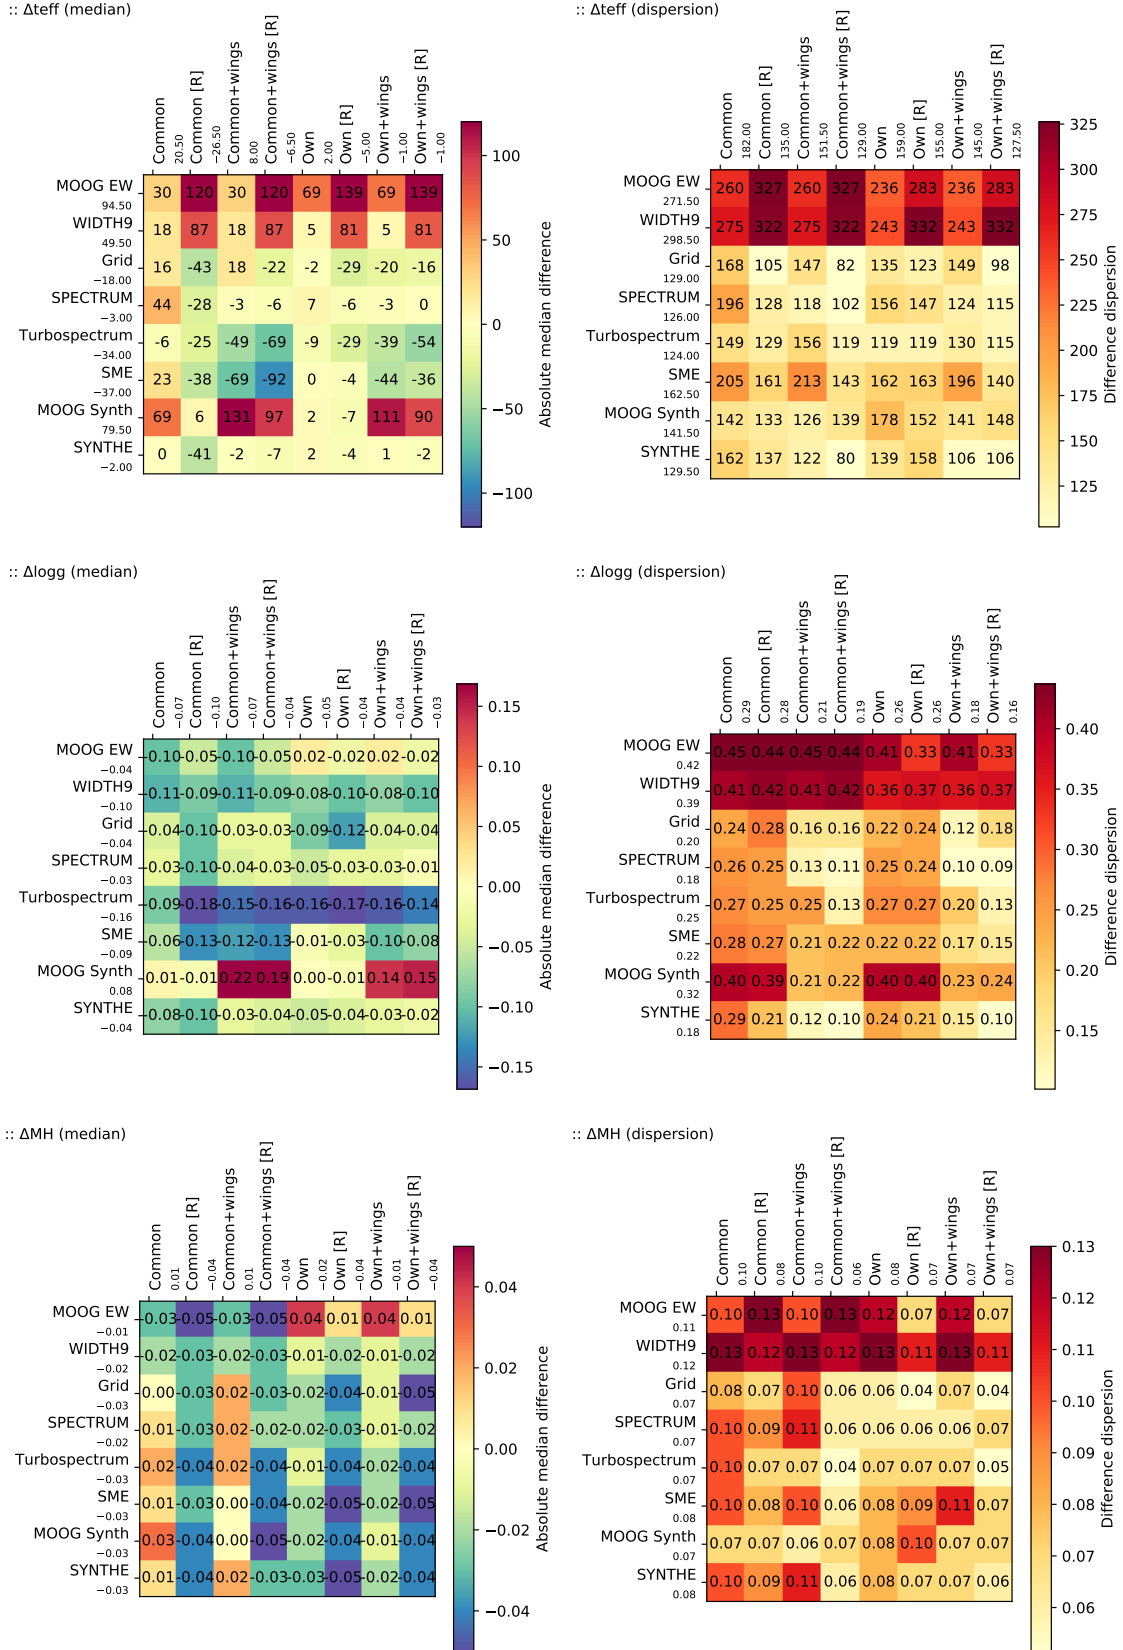 :: Δteff (median)
Common 20.50
Common [R] −26.50
Common+wings 8.00
Common+wings [R] −6.50
Own 2.00
Own [R] −5.00
Own+wings −1.00
Own+wings [R] −1.00
MOOG EW 30 120 30 120 69 139 69 139
94.50
WIDTH9 18 87 18 87 5 81 5 81
49.50
Grid 16 -43 18 -22 -2 -29 -20 -16
−18.00
SPECTRUM 44 -28 -3 -6 7 -6 -3 0
−3.00
Turbospectrum -6 -25 -49 -69 -9 -29 -39 -54
−34.00
SME 23 -38 -69 -92 0 -4 -44 -36
−37.00
MOOG Synth 69 6 131 97 2 -7 111 90
79.50
SYNTHE 0 -41 -2 -7 2 -4 1 -2
−2.00
100
50
0
−50
−100
Absolute median difference
:: Δteff (dispersion)
Common 182.00
Common [R] 135.00
Common+wings 151.50
Common+wings [R] 129.00
Own 159.00
Own [R] 155.00
Own+wings 145.00
Own+wings [R] 127.50
MOOG EW 260 327 260 327 236 283 236 283
271.50
WIDTH9 275 322 275 322 243 332 243 332
298.50
Grid 168 105 147 82 135 123 149 98
129.00
SPECTRUM 196 128 118 102 156 147 124 115
126.00
Turbospectrum 149 129 156 119 119 119 130 115
124.00
SME 205 161 213 143 162 163 196 140
162.50
MOOG Synth 142 133 126 139 178 152 141 148
141.50
SYNTHE 162 137 122 80 139 158 106 106
129.50
325
300
275
250
225
200
175
150
125
Difference dispersion
:: Δlogg (median)
Common −0.07
Common [R] −0.10
Common+wings −0.07
Common+wings [R] −0.04
Own −0.05
Own [R] −0.04
Own+wings −0.04
Own+wings [R] −0.03
MOOG EW -0.10 -0.05 -0.10 -0.05 0.02 -0.02 0.02 -0.02
−0.04
WIDTH9 -0.11 -0.09 -0.11 -0.09 -0.08 -0.10 -0.08 -0.10
−0.10
Grid -0.04 -0.10 -0.03 -0.03 -0.09 -0.12 -0.04 -0.04
−0.04
SPECTRUM -0.03 -0.10 -0.04 -0.03 -0.05 -0.03 -0.03 -0.01
−0.03
Turbospectrum -0.09 -0.18 -0.15 -0.16 -0.16 -0.17 -0.16 -0.14
−0.16
SME -0.06 -0.13 -0.12 -0.13 -0.01 -0.03 -0.10 -0.08
−0.09
MOOG Synth 0.01 -0.01 0.22 0.19 0.00 -0.01 0.14 0.15
0.08
SYNTHE -0.08 -0.10 -0.03 -0.04 -0.05 -0.04 -0.03 -0.02
−0.04
0.15
0.10
0.05
0.00
−0.05
−0.10
−0.15
Absolute median difference
:: Δlogg (dispersion)
Common 0.29
Common [R] 0.28
Common+wings 0.21
Common+wings [R] 0.19
Own 0.26
Own [R] 0.26
Own+wings 0.18
Own+wings [R] 0.16
MOOG EW 0.45 0.44 0.45 0.44 0.41 0.33 0.41 0.33
0.42
WIDTH9 0.41 0.42 0.41 0.42 0.36 0.37 0.36 0.37
0.39
Grid 0.24 0.28 0.16 0.16 0.22 0.24 0.12 0.18
0.20
SPECTRUM 0.26 0.25 0.13 0.11 0.25 0.24 0.10 0.09
0.18
Turbospectrum 0.27 0.25 0.25 0.13 0.27 0.27 0.20 0.13
0.25
SME 0.28 0.27 0.21 0.22 0.22 0.22 0.17 0.15
0.22
MOOG Synth 0.40 0.39 0.21 0.22 0.40 0.40 0.23 0.24
0.32
SYNTHE 0.29 0.21 0.12 0.10 0.24 0.21 0.15 0.10
0.18
0.40
0.35
0.30
0.25
0.20
0.15
Difference dispersion
:: ΔMH (median)
Common 0.01
Common [R] −0.04
Common+wings 0.01
Common+wings [R] −0.04
Own −0.02
Own [R] −0.04
Own+wings −0.01
Own+wings [R] −0.04
MOOG EW -0.03 -0.05 -0.03 -0.05 0.04 0.01 0.04 0.01
−0.01
WIDTH9 -0.02 -0.03 -0.02 -0.03 -0.01 -0.02 -0.01 -0.02
−0.02
Grid 0.00 -0.03 0.02 -0.03 -0.02 -0.04 -0.01 -0.05
−0.03
SPECTRUM 0.01 -0.03 0.02 -0.02 -0.02 -0.03 -0.01 -0.02
−0.02
Turbospectrum 0.02 -0.04 0.02 -0.04 -0.01 -0.04 -0.02 -0.04
−0.03
SME 0.01 -0.03 0.00 -0.04 -0.02 -0.05 -0.02 -0.05
−0.03
MOOG Synth 0.03 -0.04 0.00 -0.05 -0.02 -0.04 -0.01 -0.04
−0.03
SYNTHE 0.01 -0.04 0.02 -0.03 -0.03 -0.05 -0.02 -0.04
−0.03
0.04
0.02
0.00
−0.02
−0.04
Absolute median difference
:: ΔMH (dispersion)
Common 0.10
Common [R] 0.08
Common+wings 0.10
Common+wings [R] 0.06
Own 0.08
Own [R] 0.07
Own+wings 0.07
Own+wings [R] 0.07
MOOG EW 0.10 0.13 0.10 0.13 0.12 0.07 0.12 0.07
0.11
WIDTH9 0.13 0.12 0.13 0.12 0.13 0.11 0.13 0.11
0.12
Grid 0.08 0.07 0.10 0.06 0.06 0.04 0.07 0.04
0.07
SPECTRUM 0.10 0.09 0.11 0.06 0.06 0.06 0.06 0.07
0.07
Turbospectrum 0.10 0.07 0.07 0.04 0.07 0.07 0.07 0.05
0.07
SME 0.10 0.08 0.10 0.06 0.08 0.09 0.11 0.07
0.08
MOOG Synth 0.07 0.07 0.06 0.07 0.08 0.10 0.07 0.07
0.07
SYNTHE 0.10 0.09 0.11 0.06 0.08 0.07 0.07 0.06
0.08
0.13
0.12
0.11
0.10
0.09
0.08
0.07
0.06
Difference dispersion